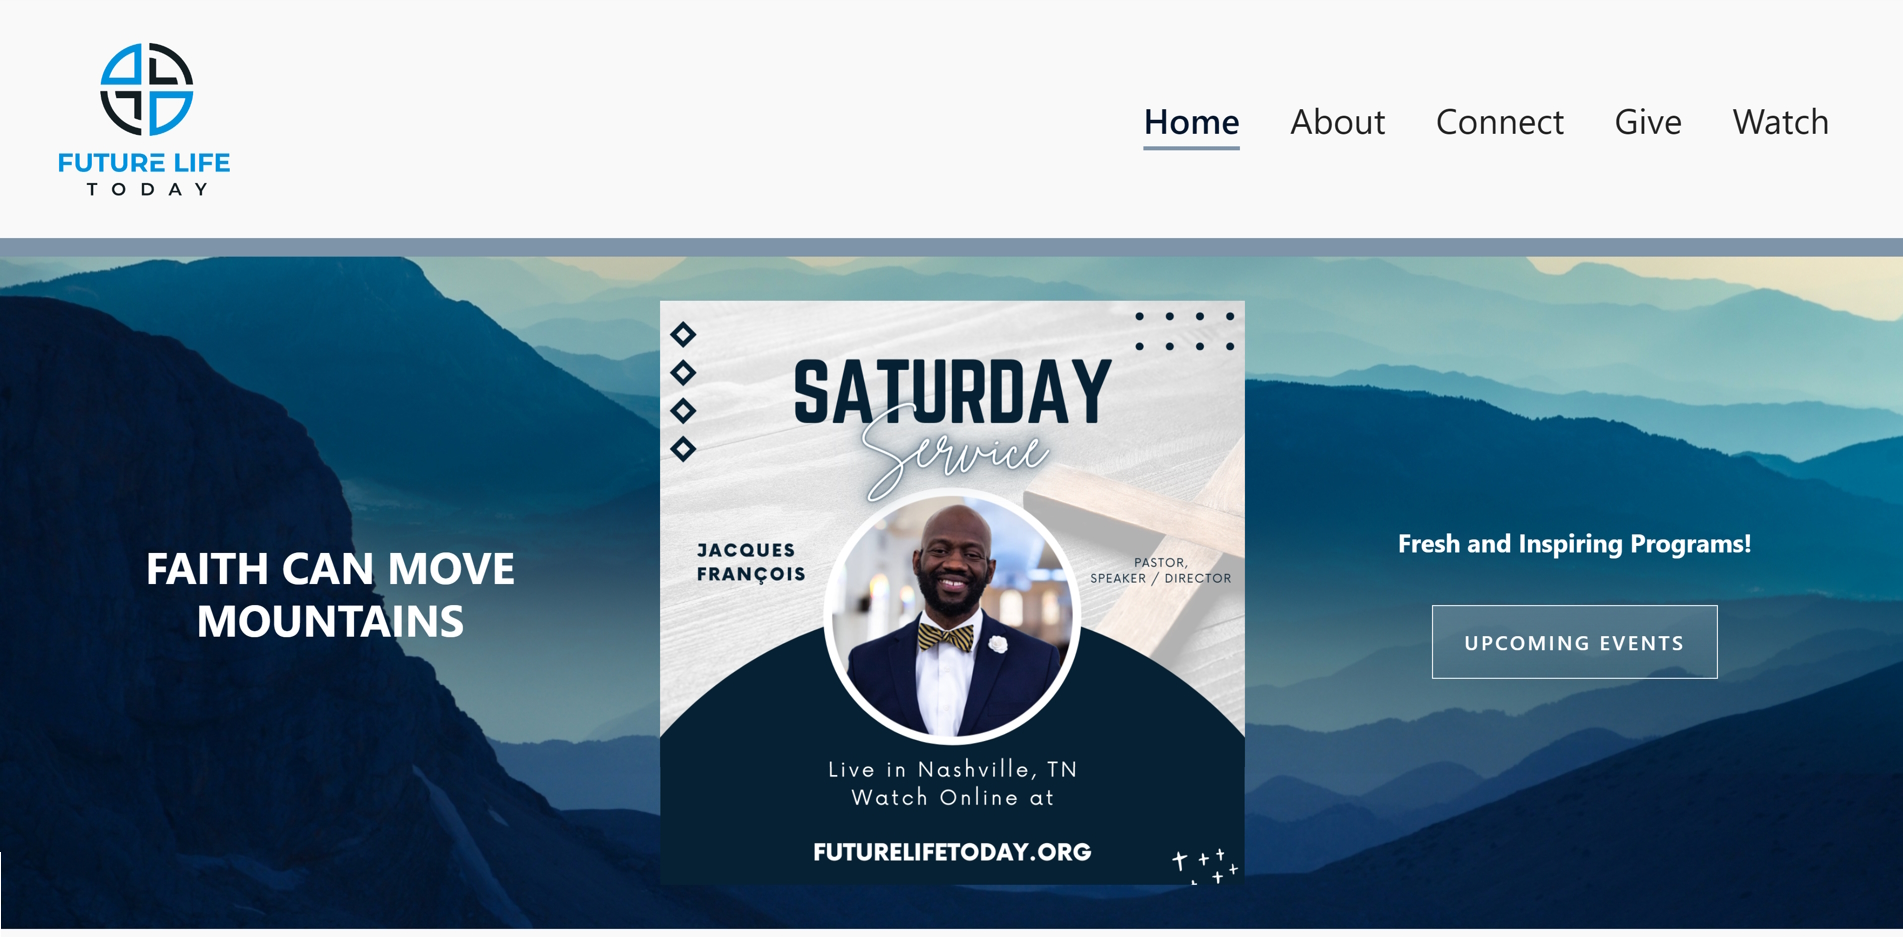 FUTURE LIFE
TODAY
Home About Connect Give Watch
FAITH CAN MOVE
MOUNTAINS
SATURDAY
Service
JACQUES
FRANÇOIS
PASTOR,
SPEAKER / DIRECTOR
Live in Nashville, TN
Watch Online at
FUTURELIFETODAY.ORG
Fresh and Inspiring Programs!
UPCOMING EVENTS